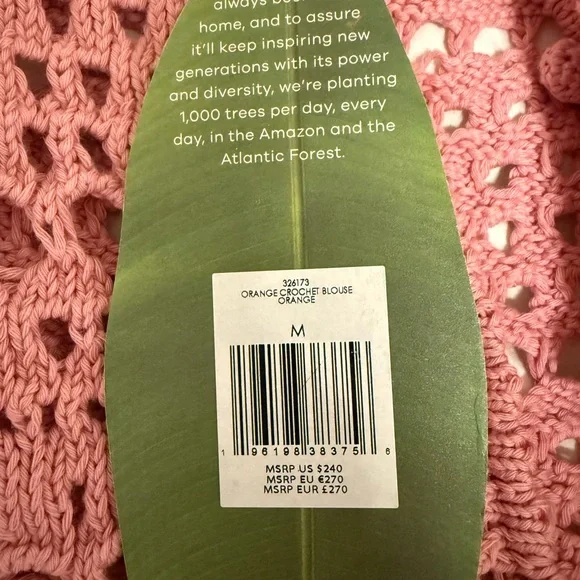 always
home, and to assure
it'll keep inspiring new
generations with its power
and diversity, we're planting
1,000 trees per day, every
day, in the Amazon and the
Atlantic Forest.
326173
ORANGE CROCHET BLOUSE
ORANGE
M
1 96198 38375 6
MSRP US $240
MSRP EU €270
MSRP EUR £270